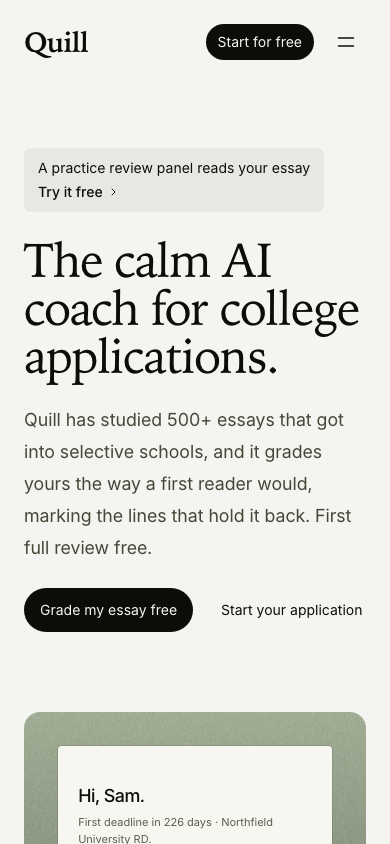 Quill
Start for free
A practice review panel reads your essay
Try it free
The calm AI
coach for college
applications.
Quill has studied 500+ essays that got
into selective schools, and it grades
yours the way a first reader would,
marking the lines that hold it back. First
full review free.
Grade my essay free
Start your application
Hi, Sam.
First deadline in 226 days · Northfield
University RD.